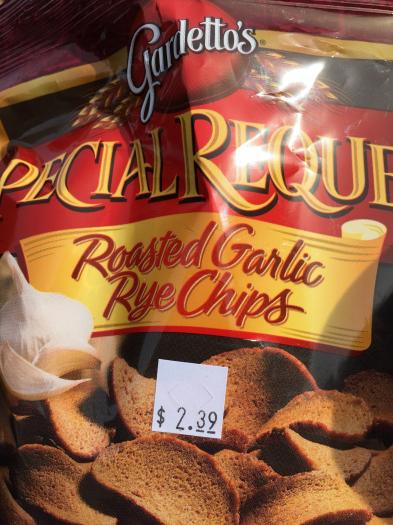 Gardetto's
PECIAL REQUE
Roasted Garlic
Rye Chips
$ 2.39